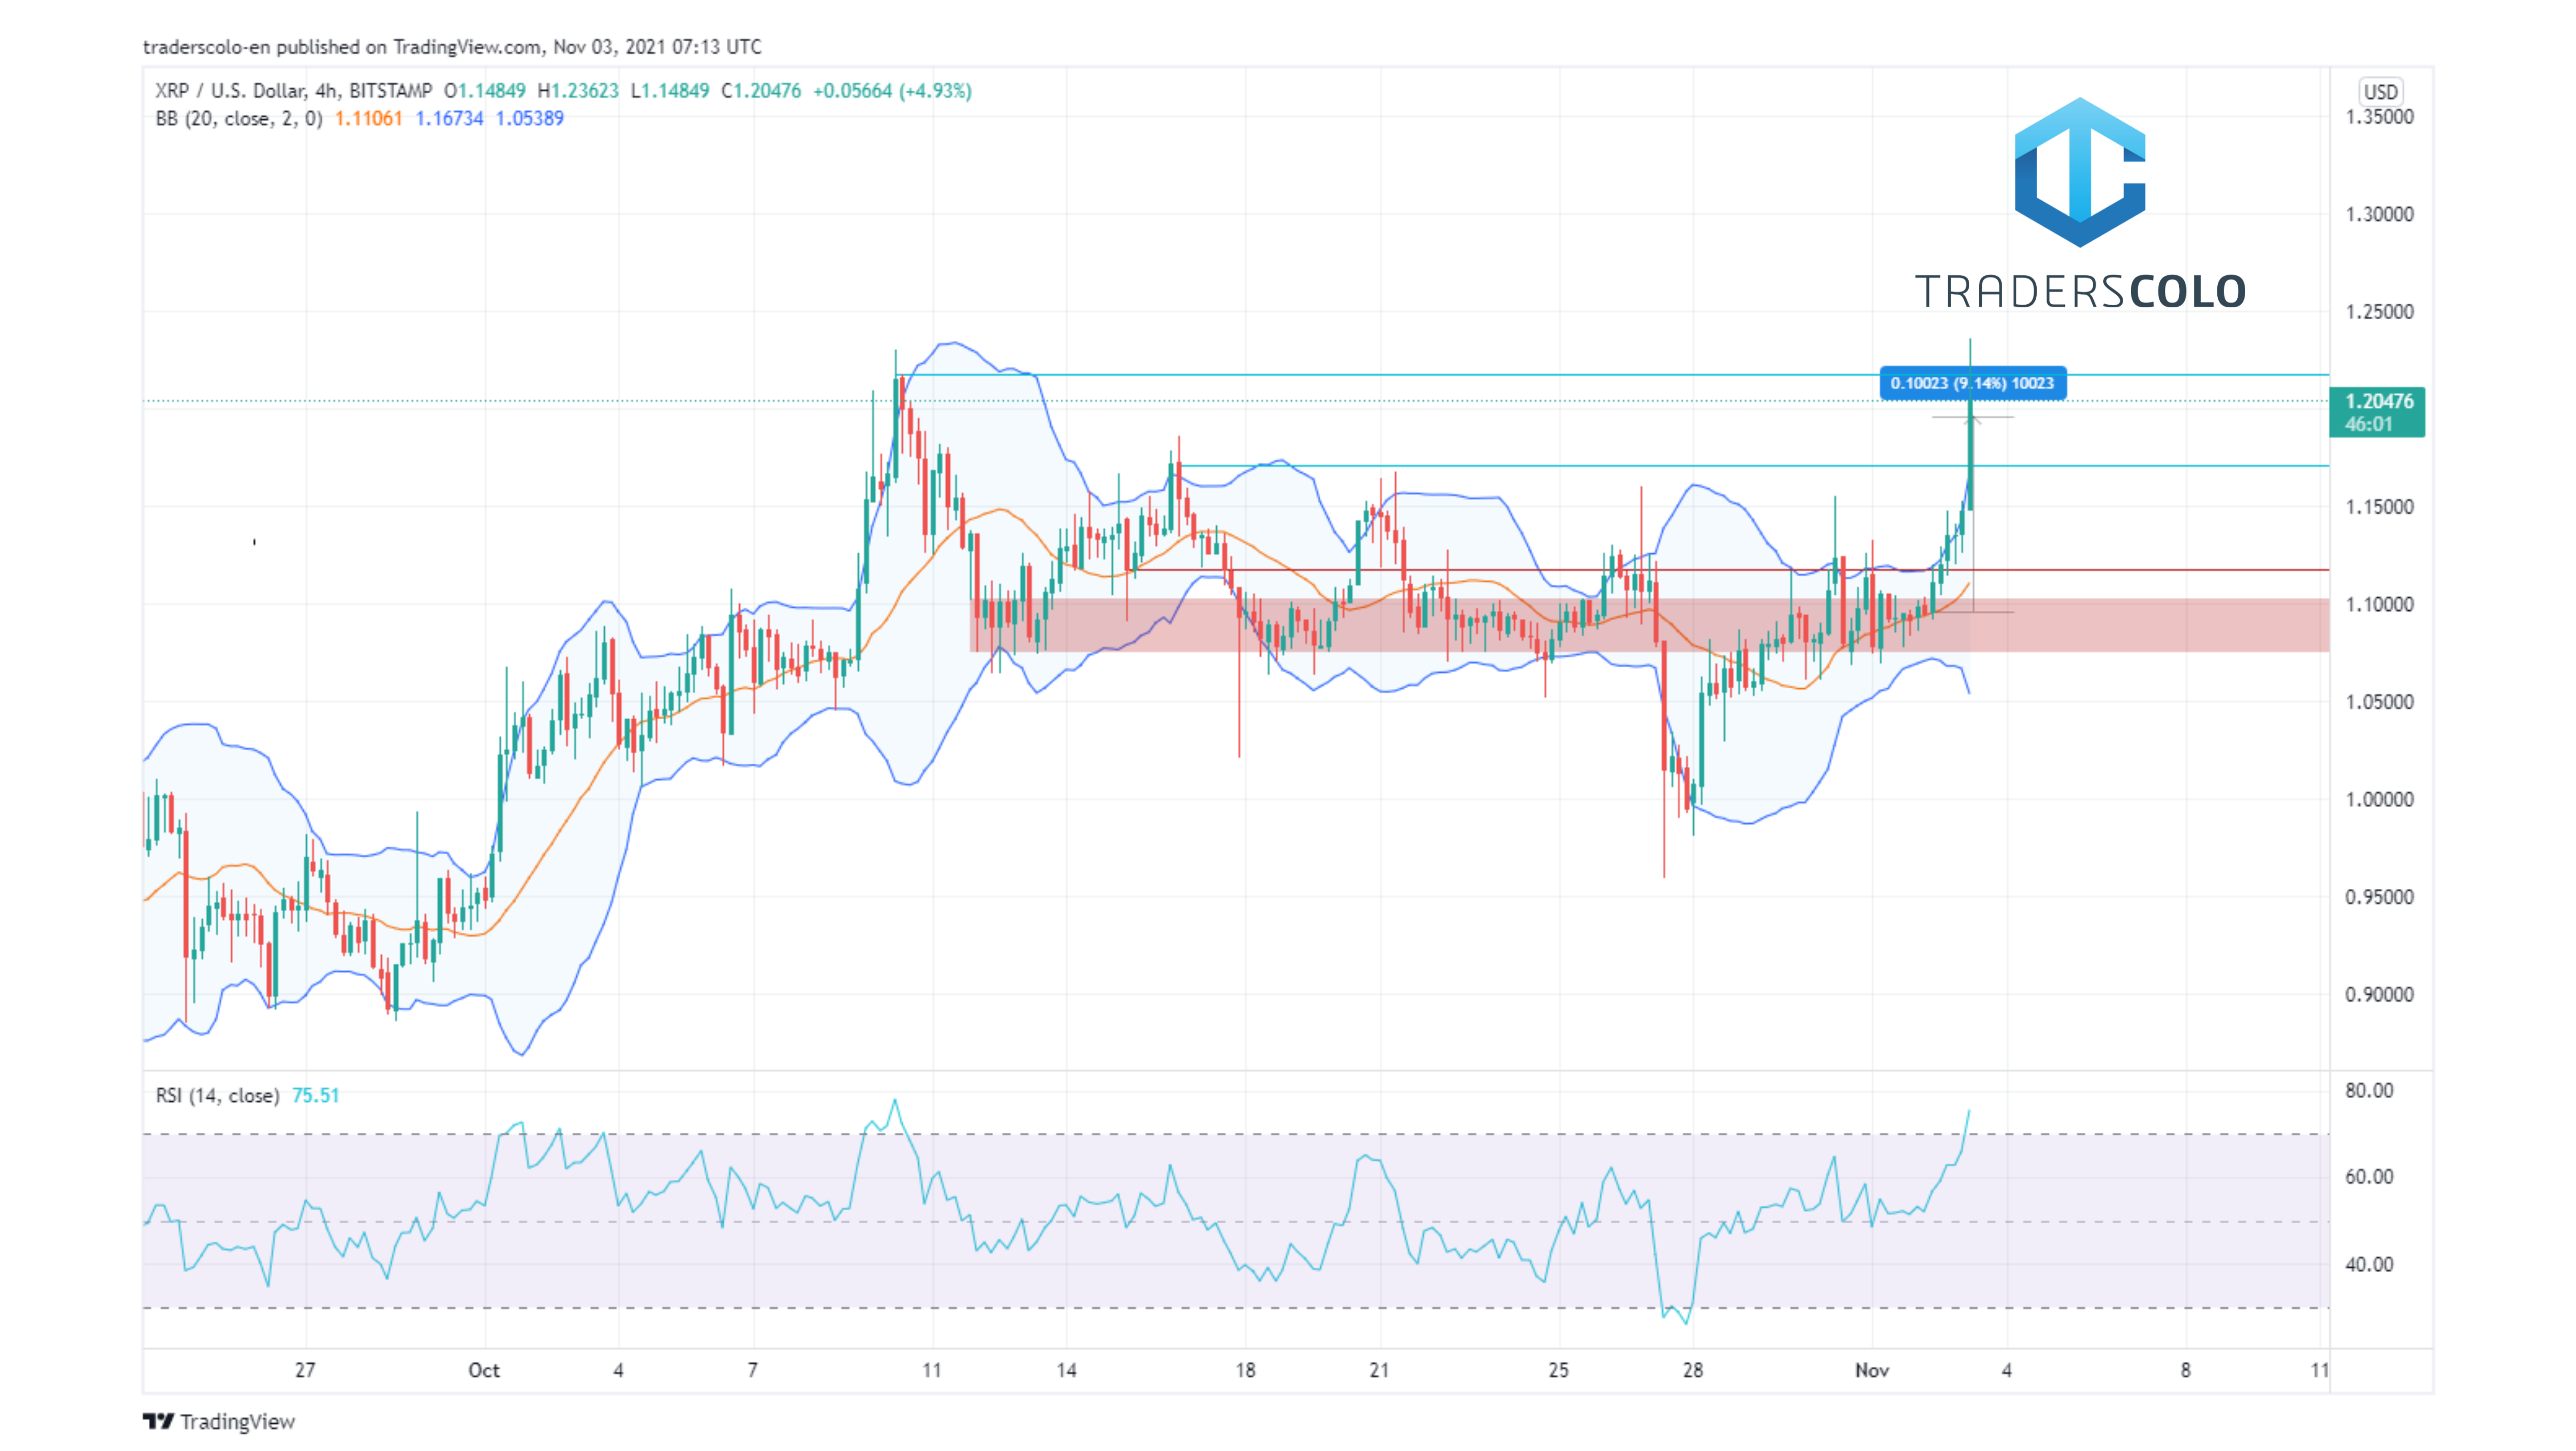 traderscolo-en published on TradingView.com, Nov 03, 2021 07:13 UTC
XRP / U.S. Dollar, 4h, BITSTAMP O1.14849 H1.23623 L1.14849 C1.20476 +0.05664 (+4.93%)
BB (20, close, 2, 0) 1.11061 1.16734 1.05389
USD
1.35000
1.30000
TRADERSCOLO
1.25000
0.10023 (9.14%) 10023
1.20476
46:01
1.15000
1.10000
1.05000
1.00000
0.95000
0.90000
RSI (14, close) 75.51
80.00
60.00
40.00
27 Oct 4 7 11 14 18 21 25 28 Nov 4 8 11
TradingView